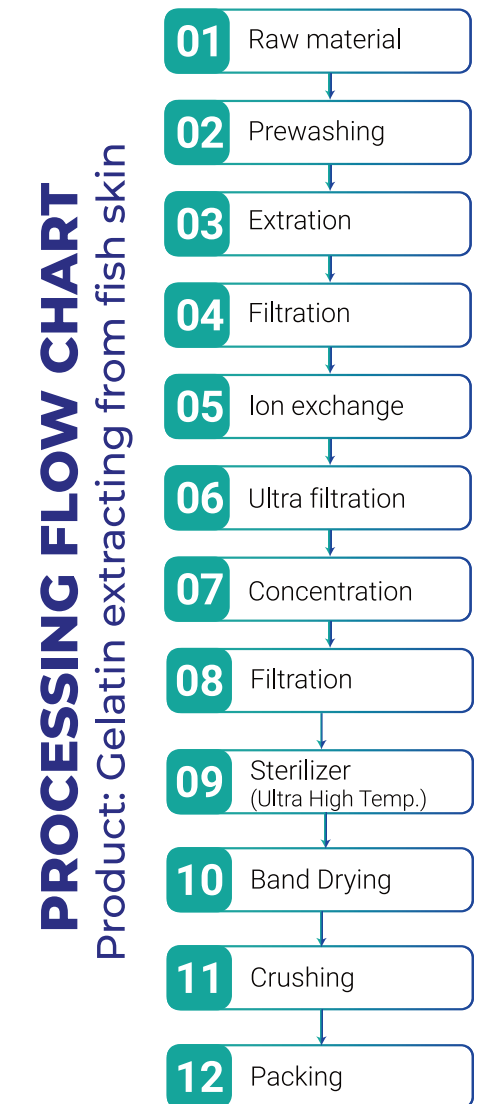 PROCESSING FLOW CHART
Product: Gelatin extracting from fish skin
01 Raw material
02 Prewashing
03 Extration
04 Filtration
05 Ion exchange
06 Ultra filtration
07 Concentration
08 Filtration
09 Sterilizer
(Ultra High Temp.)
10 Band Drying
11 Crushing
12 Packing